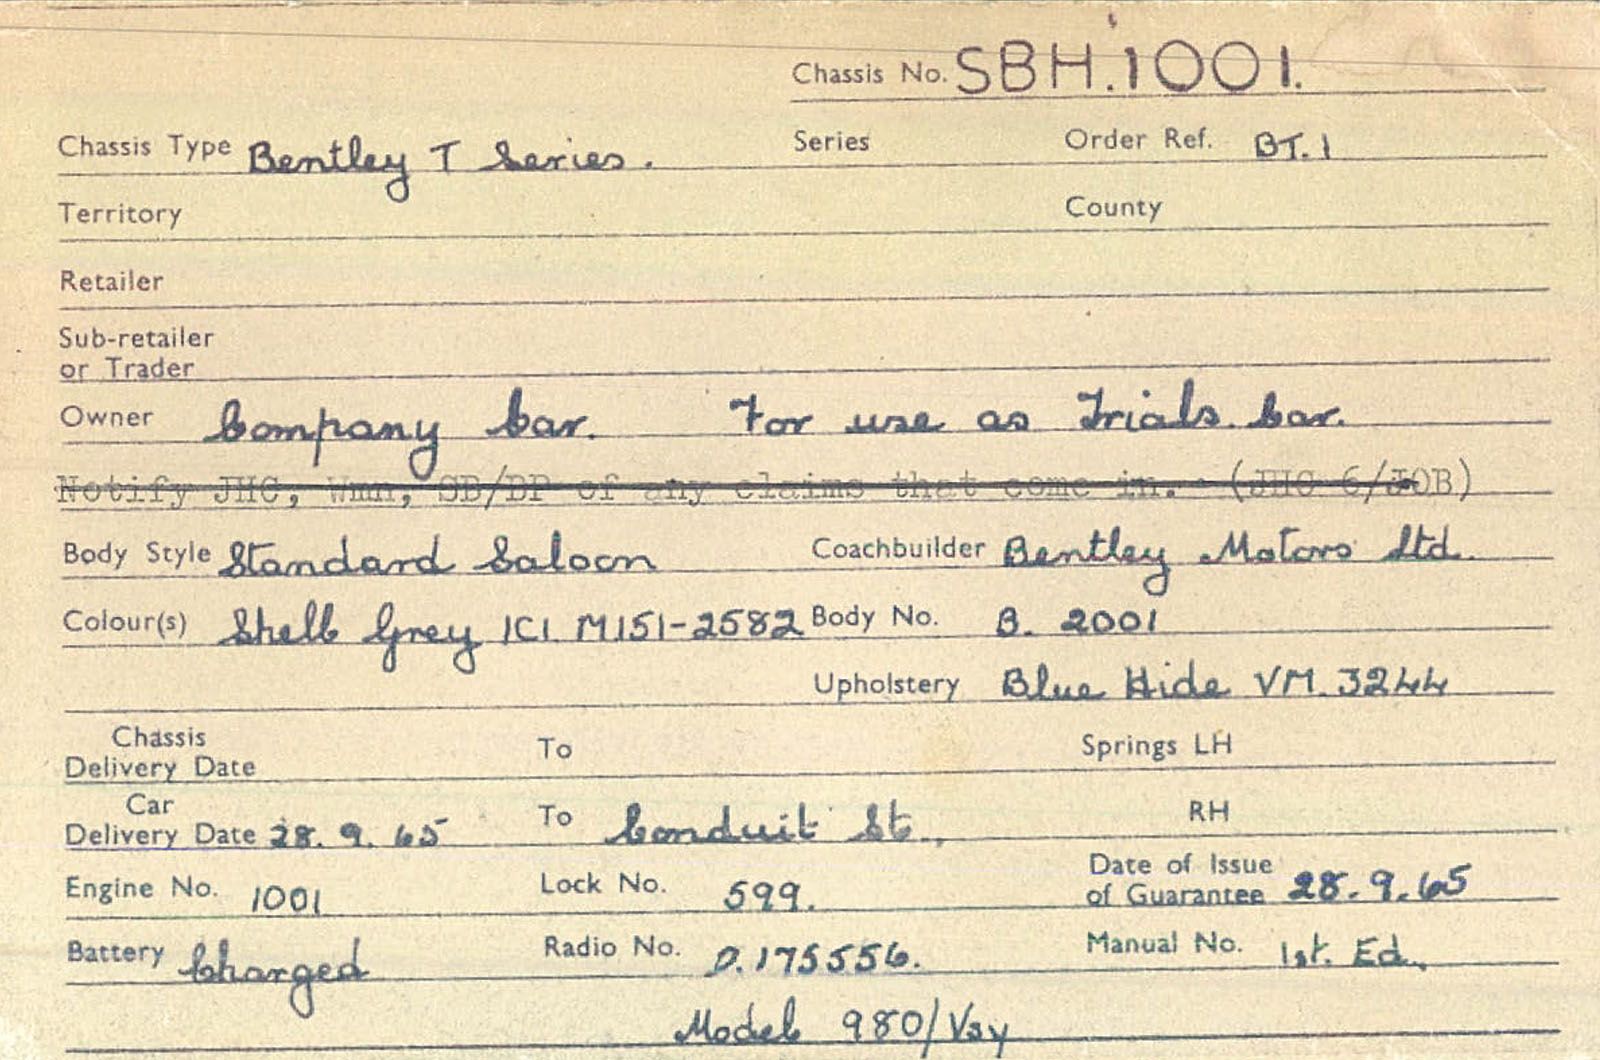 Chassis No. SBH.1001.
Chassis Type Bentley T Series. Series Order Ref. BT.1
Territory County
Retailer
Sub-retailer
or Trader
Owner Company Car. For use as Trials Car.
Notify JHC, Wmn, SB/DP of any claims that come in. (JHC 6/JOB)
Body Style Standard Saloon Coachbuilder Bentley Motors Ltd.
Colour(s) Shell Grey ICI M151-2582 Body No. B. 2001
Upholstery Blue Hide VM. 3244
Chassis
Delivery Date To Springs LH
Car
Delivery Date 28. 9. 65 To Conduit St., RH
Engine No. 1001 Lock No. 599. Date of Issue
of Guarantee 28.9.65
Battery Charged Radio No. D.175556. Manual No. 1st. Ed.
Model 980/